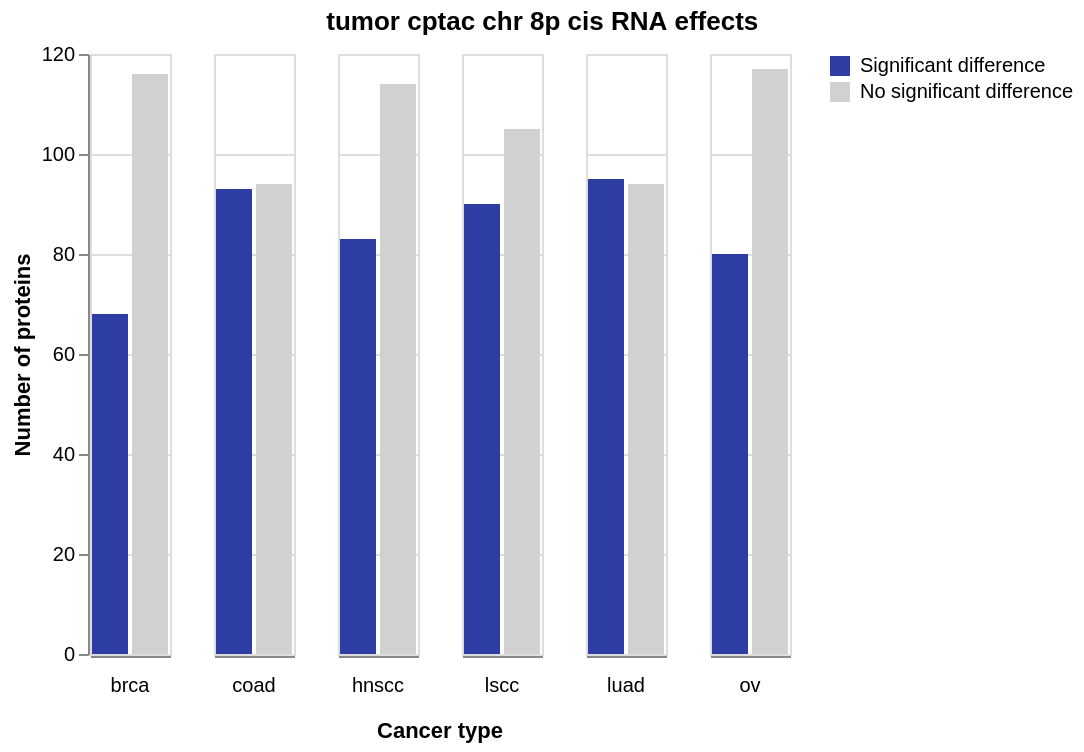 tumor cptac chr 8p cis RNA effects
Significant difference
No significant difference
Number of proteins
120
100
80
60
40
20
0
brca coad hnscc lscc luad ov
Cancer type